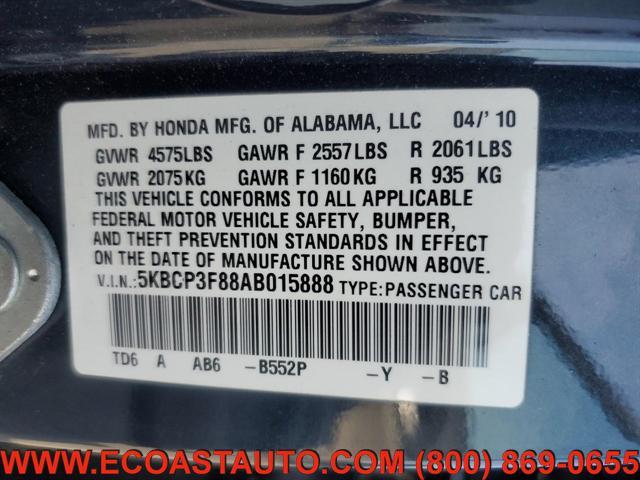 MFD. BY HONDA MFG. OF ALABAMA, LLC 04/' 10
GVWR 4575LBS GAWR F 2557LBS R 2061LBS
GVWR 2075KG GAWR F 1160KG R 935 KG
THIS VEHICLE CONFORMS TO ALL APPLICABLE
FEDERAL MOTOR VEHICLE SAFETY, BUMPER,
AND THEFT PREVENTION STANDARDS IN EFFECT
ON THE DATE OF MANUFACTURE SHOWN ABOVE.
V.I.N.:5KBCP3F88AB015888 TYPE:PASSENGER CAR
TD6 A AB6 -B552P -Y -B
WWW.ECOASTAUTO.COM (800) 869-0655